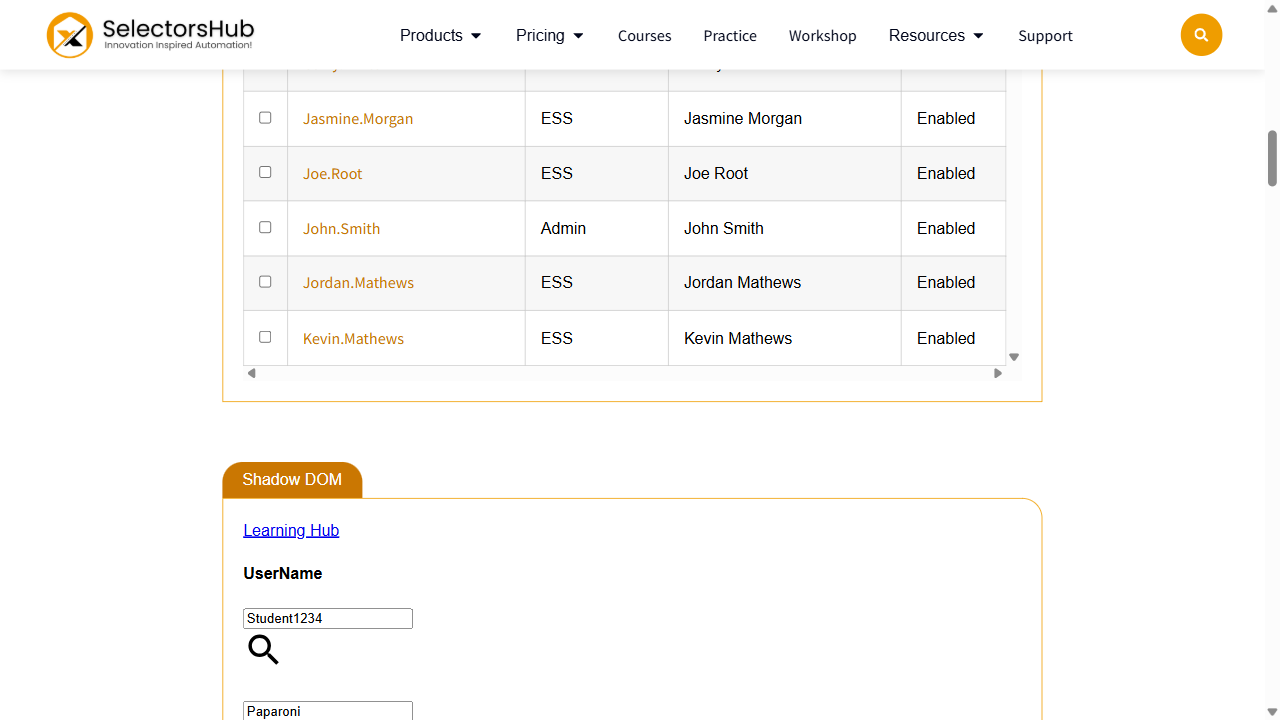 SelectorsHub
Innovation Inspired Automation!
Products Pricing Courses Practice Workshop Resources Support
Jasmine.Morgan ESS Jasmine Morgan Enabled
Joe.Root ESS Joe Root Enabled
John.Smith Admin John Smith Enabled
Jordan.Mathews ESS Jordan Mathews Enabled
Kevin.Mathews ESS Kevin Mathews Enabled
Shadow DOM
Learning Hub
UserName
Student1234
Paparoni